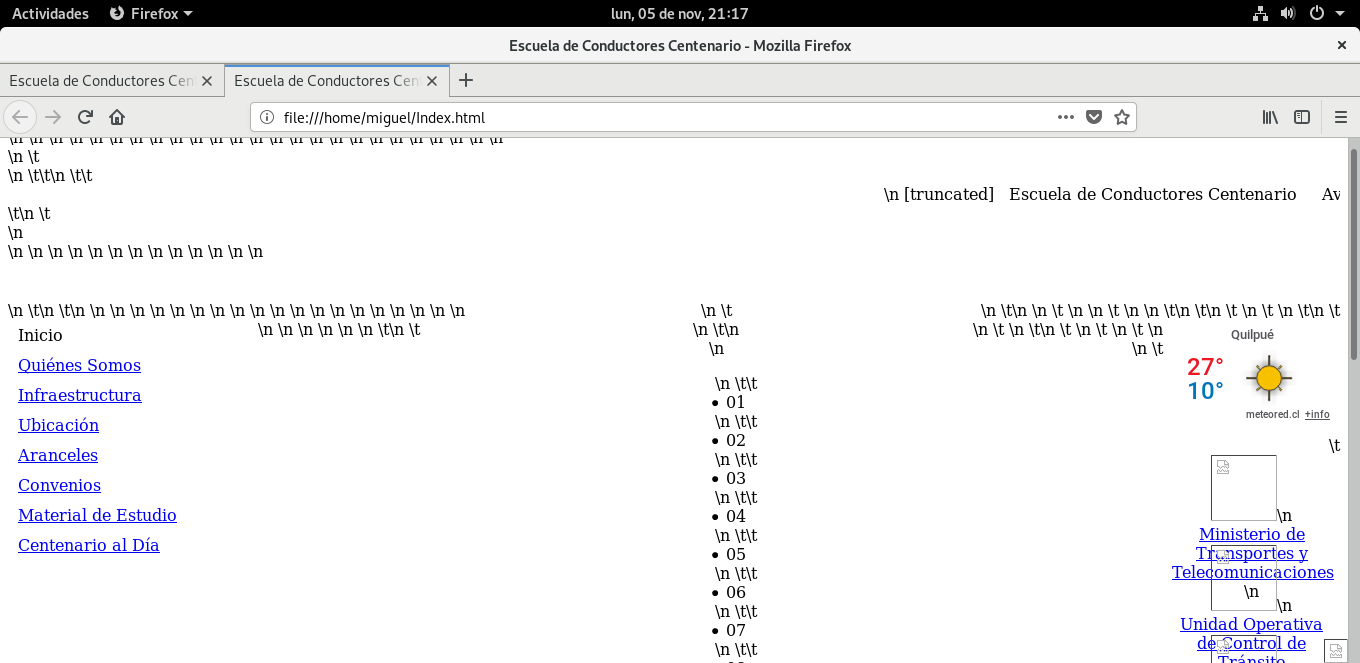 Actividades Firefox lun, 05 de nov, 21:17
Escuela de Conductores Centenario - Mozilla Firefox
Escuela de Conductores Cen Escuela de Conductores Cen
file:///home/miguel/Index.html
\n \n \n \n \n \n \n \n \n \n \n \n \n \n \n \n \n \n \n \n \n \n \n \n \n
\n \t
\n \t\t\n \t\t
\n [truncated] Escuela de Conductores Centenario Av
\t\n \t
\n
\n \n \n \n \n \n \n \n \n \n \n \n \n
\n \t\n \t\n \n \n \n \n \n \n \n \n \n \n \n \n \n \n \n \n \n \n
\n \n \n \n \n \n \t\n \t
Inicio
Quiénes Somos
Infraestructura
Ubicación
Aranceles
Convenios
Material de Estudio
Centenario al Día
\n \t
\n \t\n
\n
\n \t\t
• 01
\n \t\t
• 02
\n \t\t
• 03
\n \t\t
• 04
\n \t\t
• 05
\n \t\t
• 06
\n \t\t
• 07
\n \t\t
\n \t\n \n \t \n \n \t \n \n \t\n \t\n \t \n \t \n \t\n \t
\n \t \n \t\n \t \n \t \n \t \n
\n \t
Quilpué
27°
10°
meteored.cl +info
\t
\n
Ministerio de
Transportes y
Telecomunicaciones
\n
\n
Unidad Operativa
de Control de
Tránsito